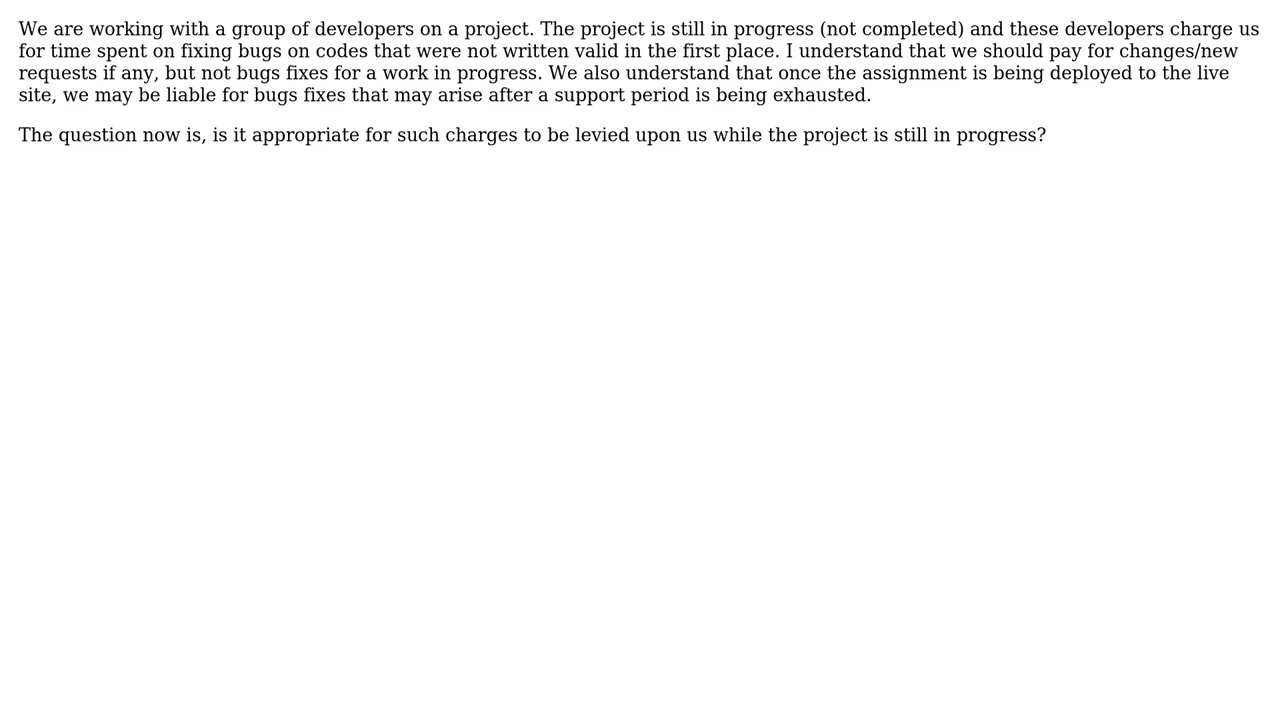 We are working with a group of developers on a project. The project is still in progress (not completed) and these developers charge us
for time spent on fixing bugs on codes that were not written valid in the first place. I understand that we should pay for changes/new
requests if any, but not bugs fixes for a work in progress. We also understand that once the assignment is being deployed to the live
site, we may be liable for bugs fixes that may arise after a support period is being exhausted.
The question now is, is it appropriate for such charges to be levied upon us while the project is still in progress?